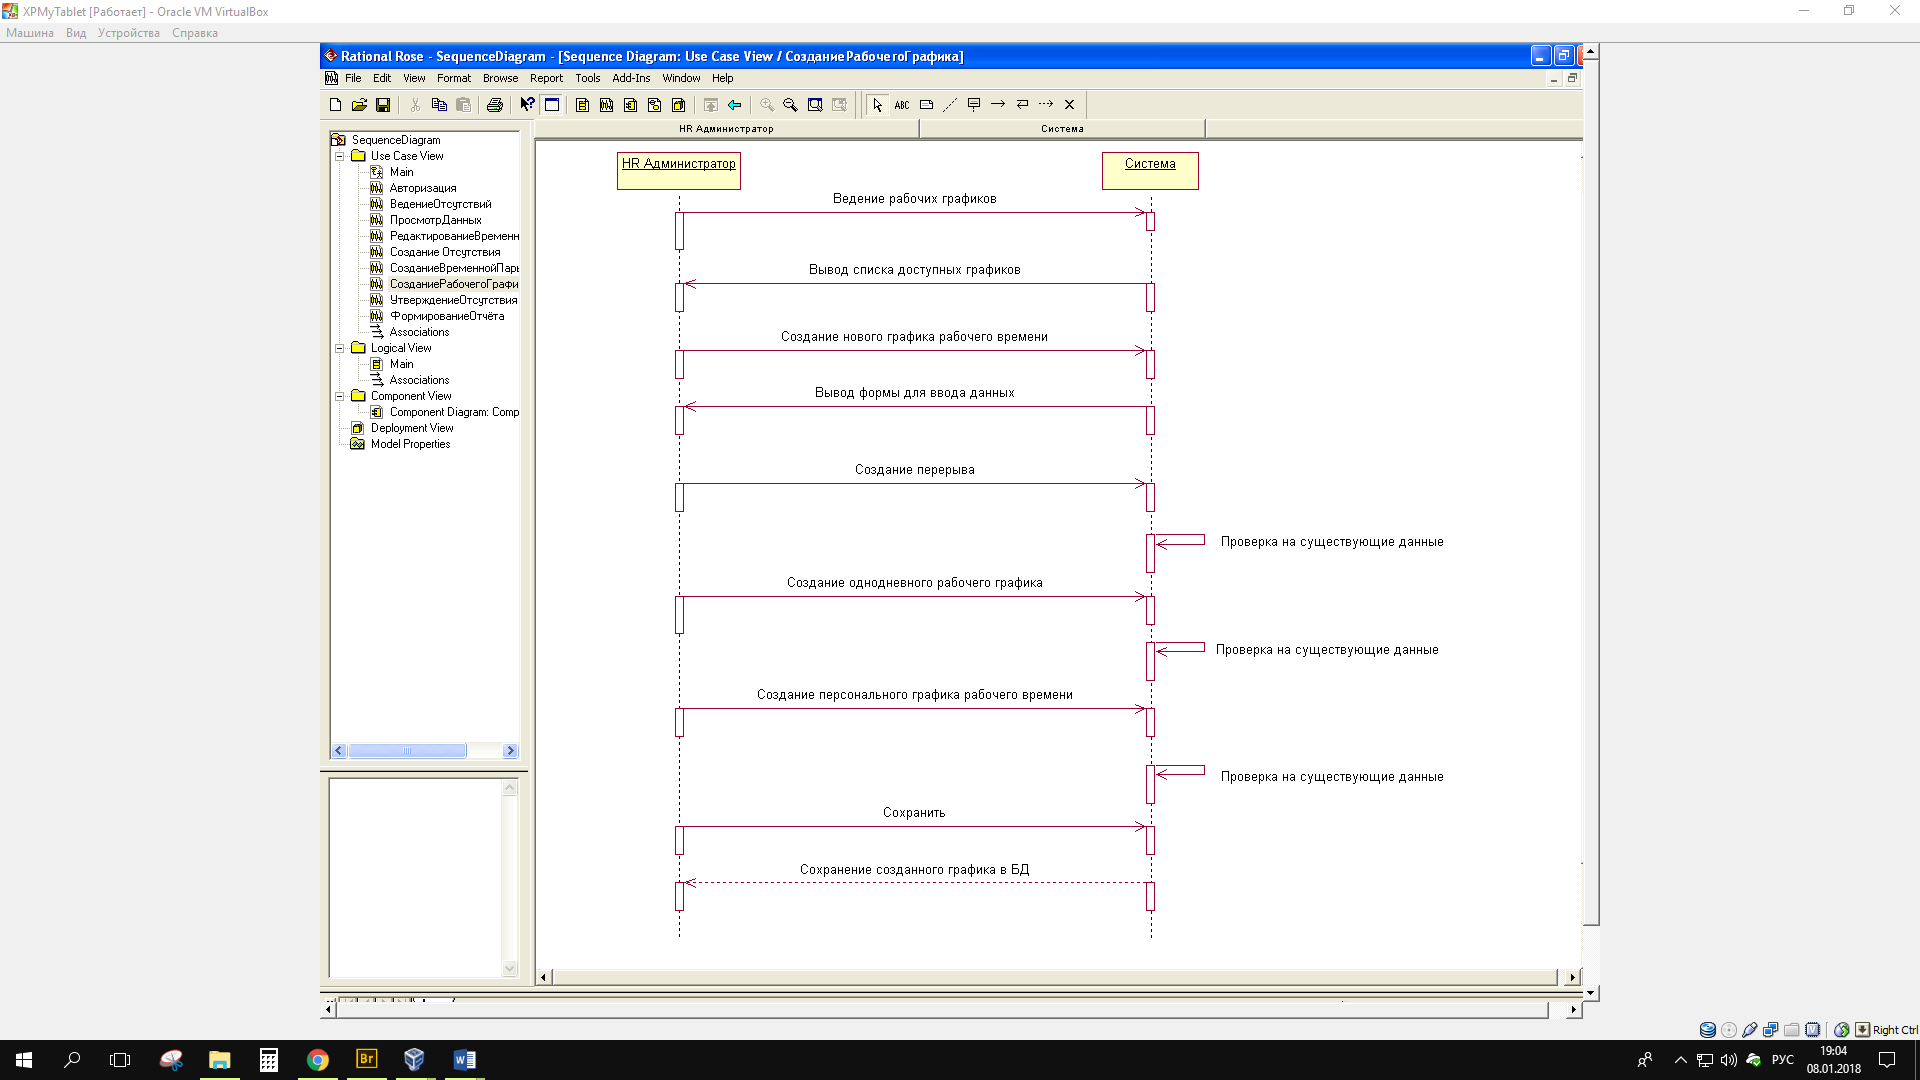 XPMyTablet [Работает] - Oracle VM VirtualBox
Машина Вид Устройства Справка
Rational Rose - SequenceDiagram - [Sequence Diagram: Use Case View / СозданиеРабочегоГрафика]
File Edit View Format Browse Report Tools Add-Ins Window Help
ABC
HR Администратор Система
SequenceDiagram
Use Case View
Main
Авторизация
ВедениеОтсутствий
ПросмотрДанных
РедактированиеВременн
Создание Отсутствия
СозданиеВременнойПары
СозданиеРабочегоГрафи
УтверждениеОтсутствия
ФормированиеОтчёта
Associations
Logical View
Main
Associations
Component View
Component Diagram: Comp
Deployment View
Model Properties
HR Администратор Система
Ведение рабочих графиков
Вывод списка доступных графиков
Создание нового графика рабочего времени
Вывод формы для ввода данных
Создание перерыва
Проверка на существующие данные
Создание однодневного рабочего графика
Проверка на существующие данные
Создание персонального графика рабочего времени
Проверка на существующие данные
Сохранить
Сохранение созданного графика в БД
Right Ctrl
Br
РУС
19:04
08.01.2018